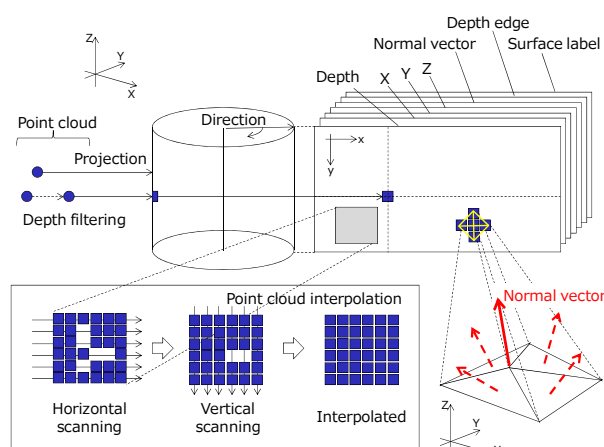 Depth edge
Normal vector
Surface label
Z
Y
X
Depth
X
Y
Z
Point cloud
Direction
Projection
x
y
Depth filtering
Point cloud interpolation
Normal vector
Horizontal
scanning
Vertical
scanning
Interpolated
Z
Y